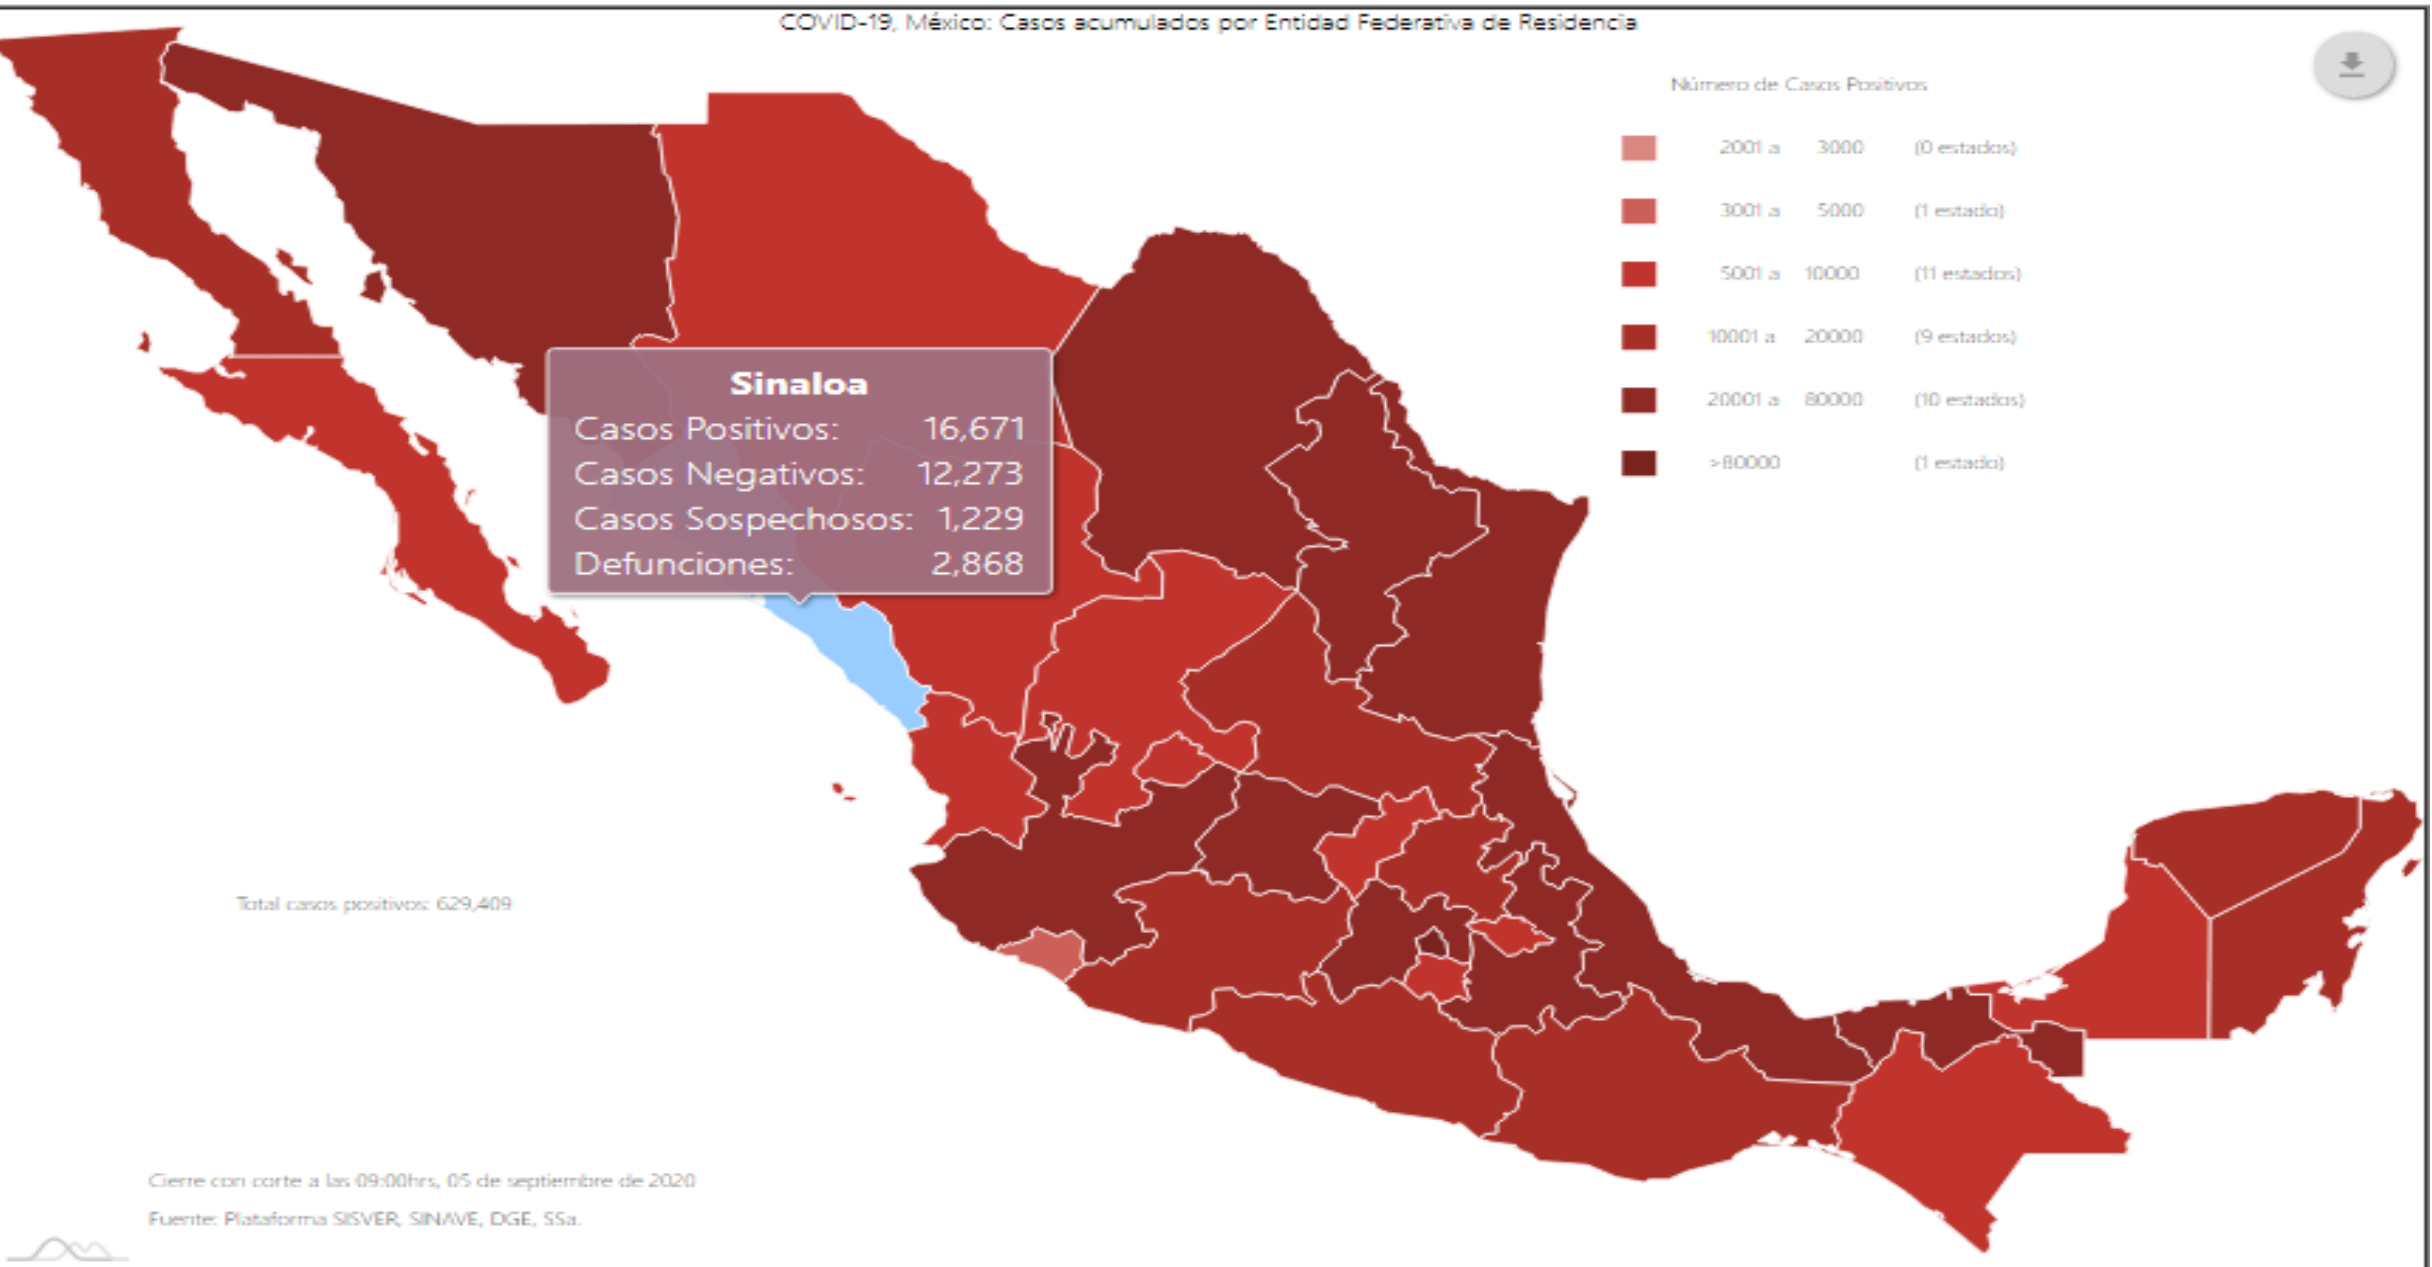 COVID-19, México: Casos acumulados por Entidad Federativa de Residencia
Número de Casos Positivos
2001 a 3000 (0 estados)
3001 a 5000 (1 estado)
5001 a 10000 (11 estados)
10001 a 20000 (9 estados)
20001 a 80000 (10 estados)
>80000 (1 estado)
Sinaloa
Casos Positivos: 16,671
Casos Negativos: 12,273
Casos Sospechosos: 1,229
Defunciones: 2,868
Total casos positivos: 629,409
Cierre con corte a las 09:00hrs, 05 de septiembre de 2020
Fuente: Plataforma SISVER, SINAVE, DGE, SSa.